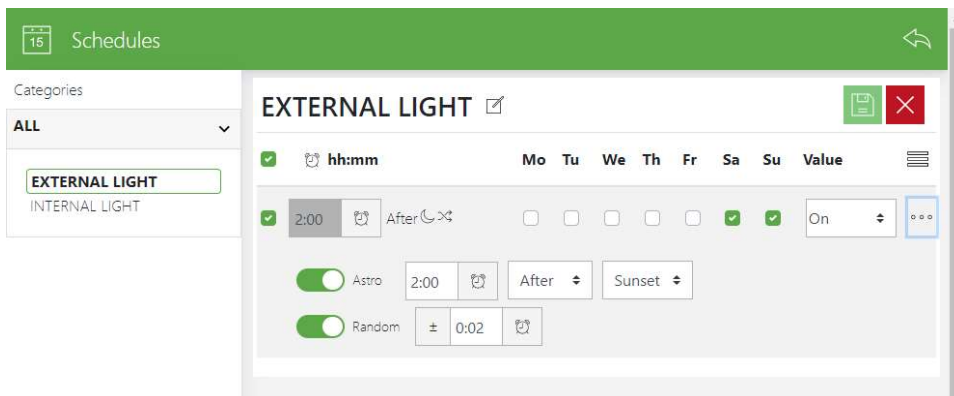 15 Schedules
Categories
ALL
EXTERNAL LIGHT
INTERNAL LIGHT
EXTERNAL LIGHT
hh:mm Mo Tu We Th Fr Sa Su Value
2:00 After On
Astro 2:00 After Sunset
Random ± 0:02